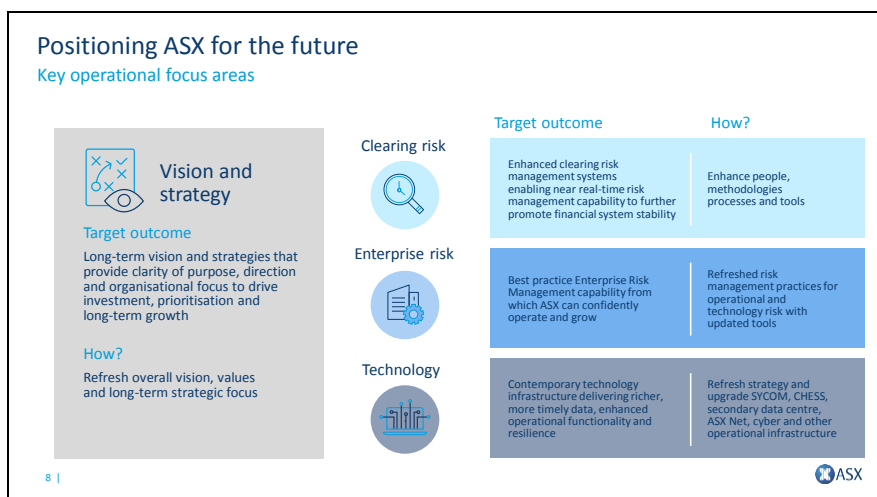 Positioning ASX for the future
Key operational focus areas
Vision and
strategy
Target outcome
Long-term vision and strategies that
provide clarity of purpose, direction
and organisational focus to drive
investment, prioritisation and
long-term growth
How?
Refresh overall vision, values
and long-term strategic focus
Target outcome
How?
Clearing risk
Enhanced clearing risk
management systems
enabling near real-time risk
management capability to further
promote financial system stability
Enhance people,
methodologies
processes and tools
Enterprise risk
Best practice Enterprise Risk
Management capability from
which ASX can confidently
operate and grow
Refreshed risk
management practices for
operational and
technology risk with
updated tools
Technology
Contemporary technology
infrastructure delivering richer,
more timely data, enhanced
operational functionality and
resilience
Refresh strategy and
upgrade SYCOM, CHESS,
secondary data centre,
ASX Net, cyber and other
operational infrastructure
8 |
ASX